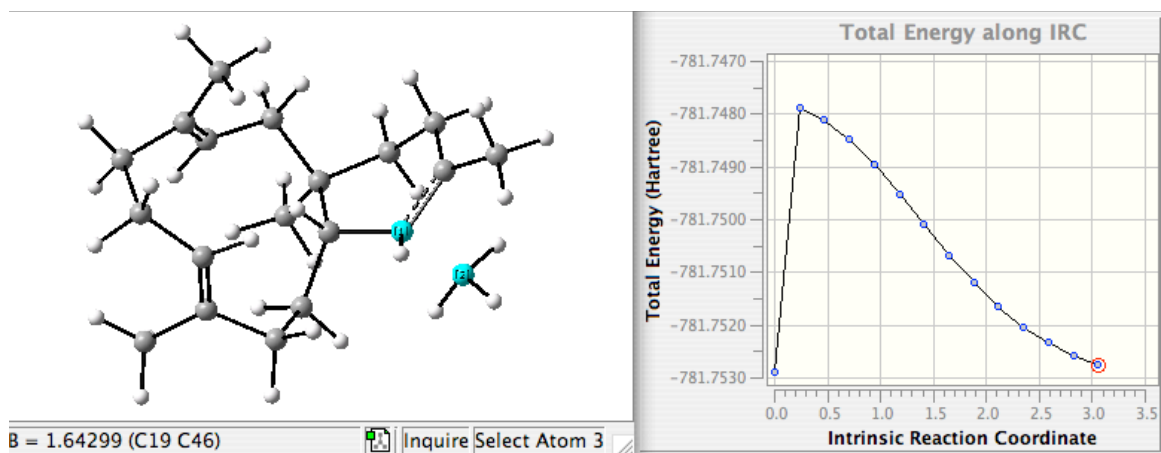 [1]
[2]
B = 1.64299 (C19 C46)
Inquire
Select Atom 3
Total Energy along IRC
Total Energy (Hartree)
-781.7470
-781.7480
-781.7490
-781.7500
-781.7510
-781.7520
-781.7530
0.0 0.5 1.0 1.5 2.0 2.5 3.0 3.5
Intrinsic Reaction Coordinate